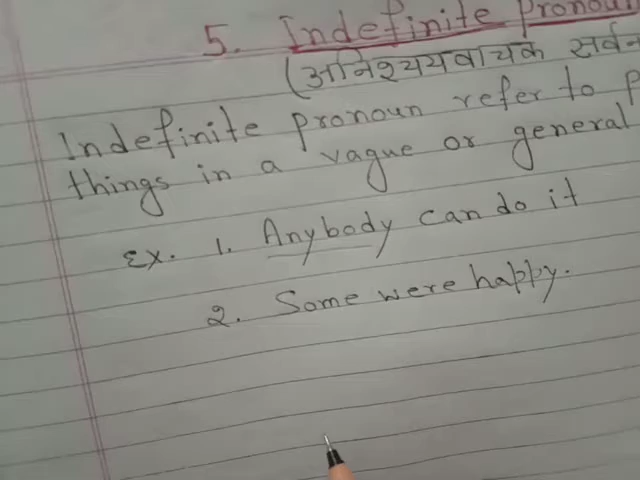 5. Indefinite Pronoun
(अनिश्चयवाचक
Indefinite pronoun refer to
things in a vague or general
Ex. 1. Anybody can do it
2. Some were happy.